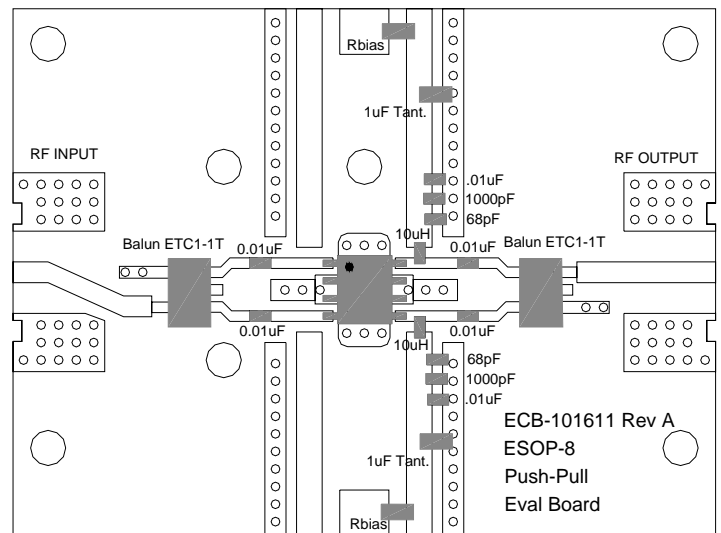 Rbias
1uF Tant.
RF INPUT
RF OUTPUT
.01uF
1000pF
68pF
10uH
Balun ETC1-1T
0.01uF
0.01uF
Balun ETC1-1T
0.01uF
0.01uF
10uH
68pF
1000pF
.01uF
1uF Tant.
Rbias
ECB-101611 Rev A
ESOP-8
Push-Pull
Eval Board